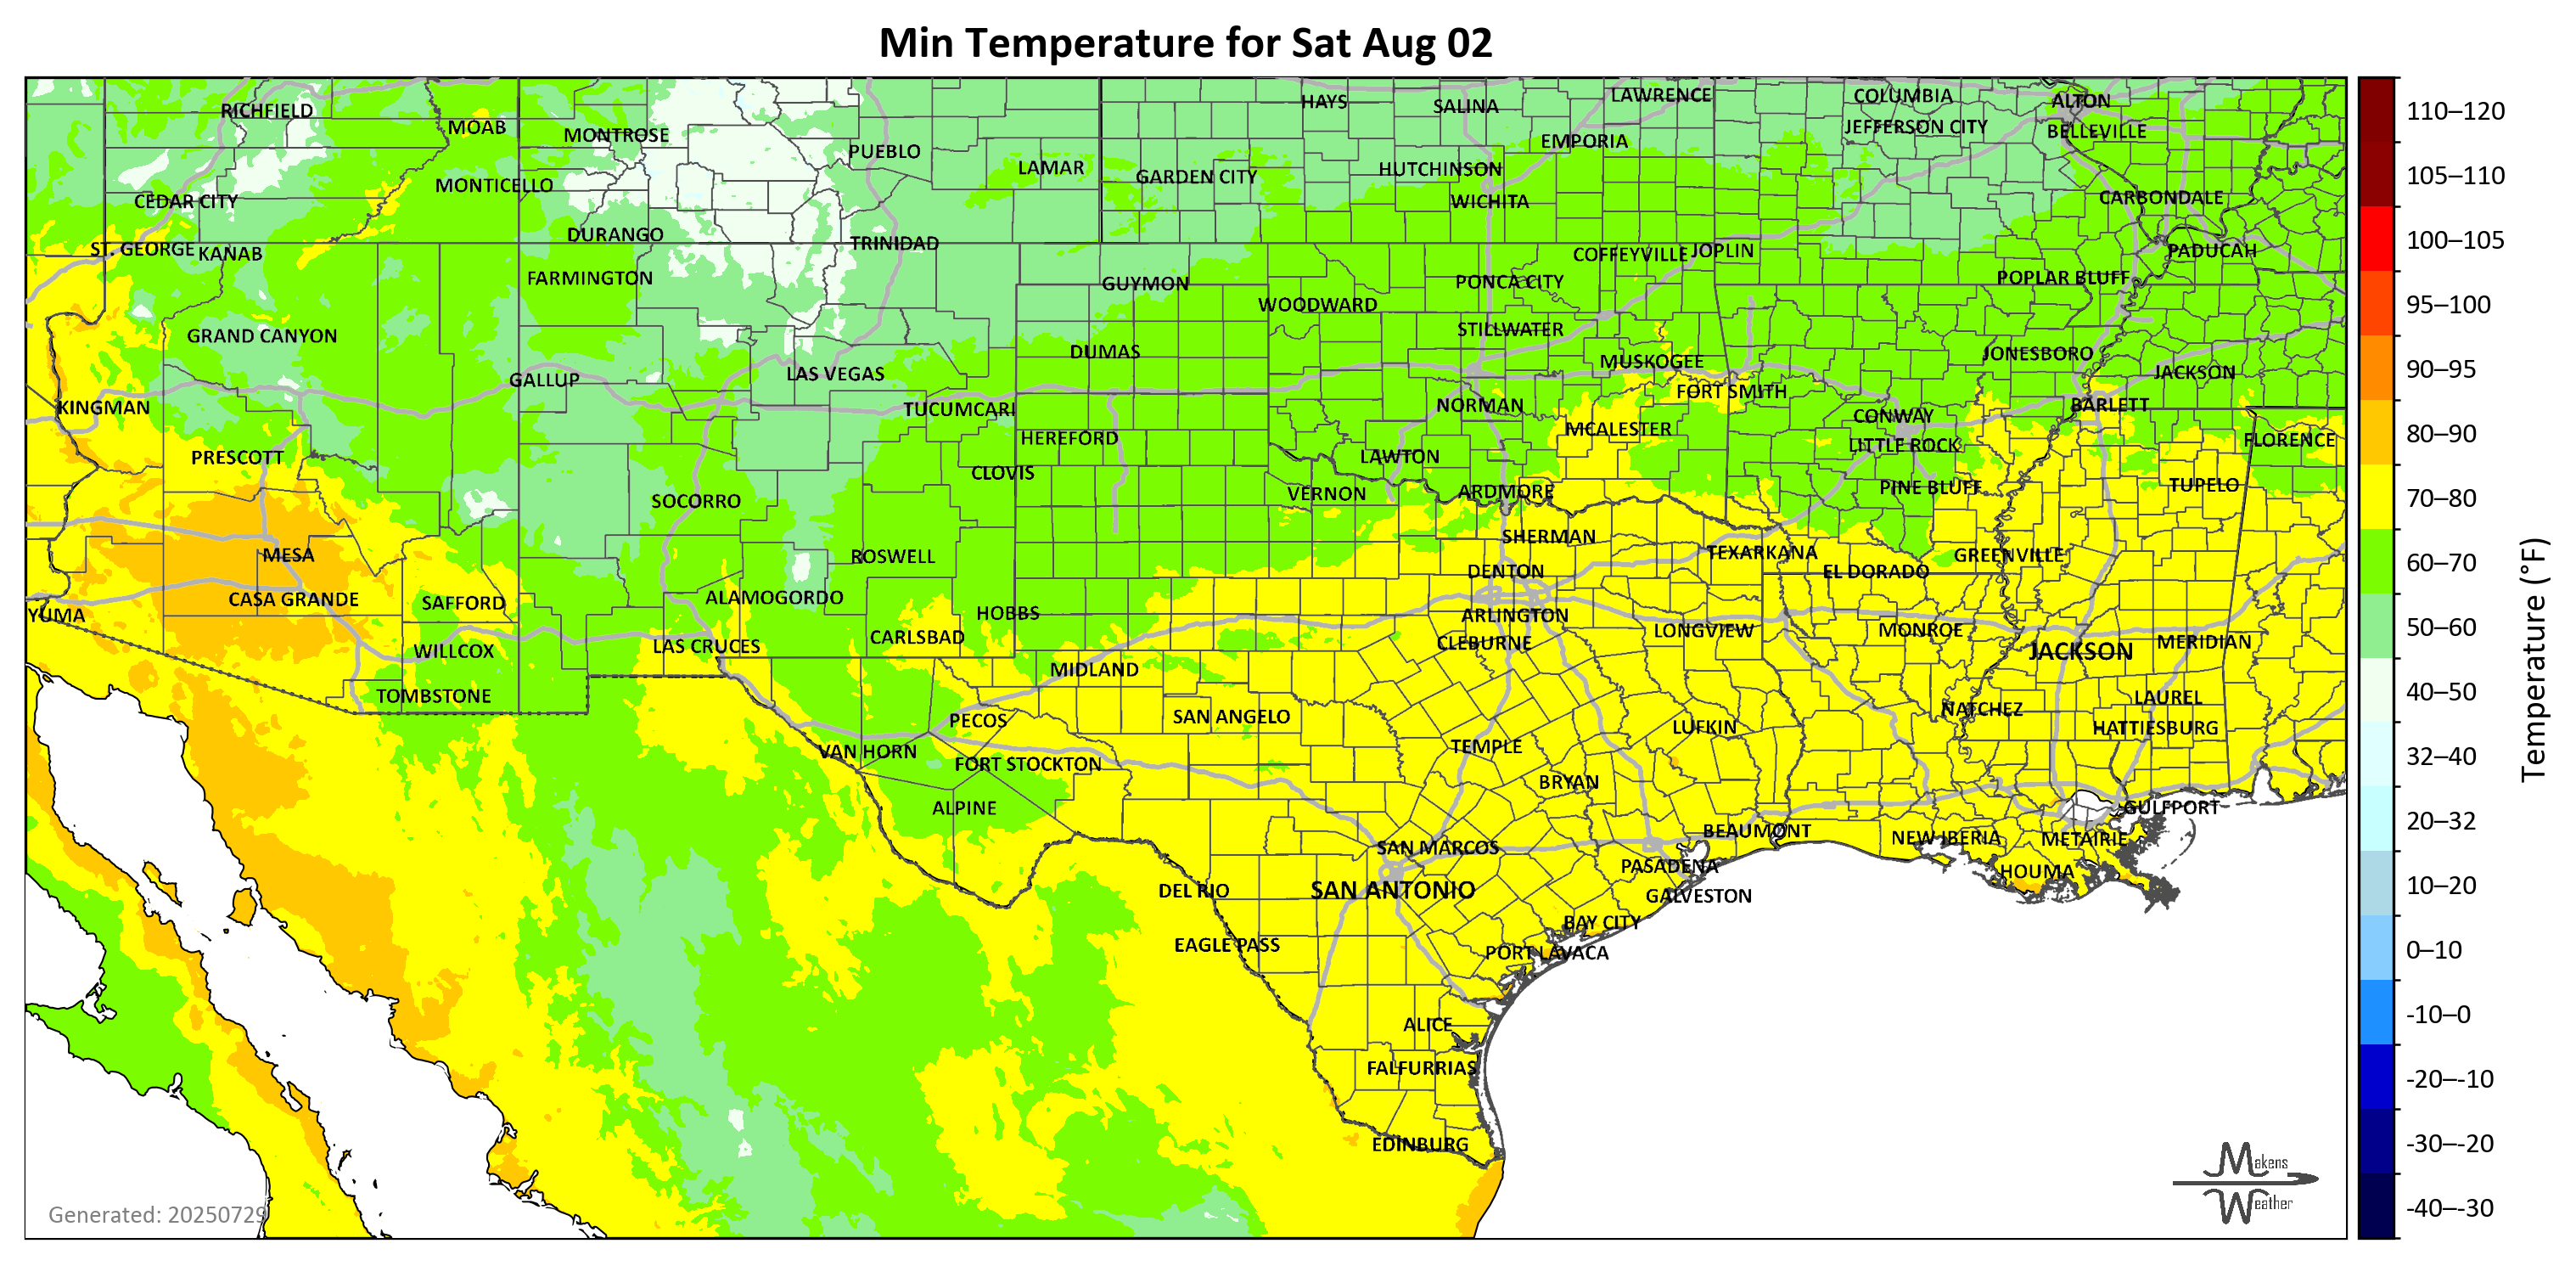 Min Temperature for Sat Aug 02
RICHFIELD
MOAB
MONTROSE
PUEBLO
LAMAR
HAYS
SALINA
LAWRENCE
COLUMBIA
ALTON
JEFFERSON CITY
BELLEVILLE
EMPORIA
HUTCHINSON
GARDEN CITY
MONTICELLO
CEDAR CITY
WICHITA
CARBONDALE
DURANGO
TRINIDAD
ST. GEORGE
KANAB
COFFEYVILLE
JOPLIN
PADUCAH
FARMINGTON
GUYMON
PONCA CITY
POPLAR BLUFF
WOODWARD
STILLWATER
GRAND CANYON
DUMAS
MUSKOGEE
JONESBORO
JACKSON
LAS VEGAS
GALLUP
FORT SMITH
KINGMAN
TUCUMCARI
NORMAN
CONWAY
BARLETT
MCALESTER
HEREFORD
LITTLE ROCK
FLORENCE
PRESCOTT
LAWTON
CLOVIS
PINE BLUFF
TUPELO
SOCORRO
VERNON
ARDMORE
SHERMAN
MESA
ROSWELL
TEXARKANA
GREENVILLE
DENTON
EL DORADO
CASA GRANDE
SAFFORD
ALAMOGORDO
HOBBS
YUMA
ARLINGTON
CARLSBAD
LONGVIEW
MONROE
CLEBURNE
MERIDIAN
WILLCOX
LAS CRUCES
JACKSON
MIDLAND
TOMBSTONE
LAUREL
NATCHEZ
PECOS
SAN ANGELO
LUFKIN
HATTIESBURG
VAN HORN
TEMPLE
FORT STOCKTON
BRYAN
ALPINE
GULFPORT
BEAUMONT
NEW IBERIA
METAIRIE
SAN MARCOS
PASADENA
HOUMA
DEL RIO
SAN ANTONIO
GALVESTON
BAY CITY
EAGLE PASS
PORT LAVACA
ALICE
FALFURRIAS
EDINBURG
Generated: 20250729
Makens
Weather
110–120
105–110
100–105
95–100
90–95
80–90
70–80
60–70
50–60
40–50
32–40
20–32
10–20
0–10
-10–0
-20–-10
-30–-20
-40–-30
Temperature (°F)